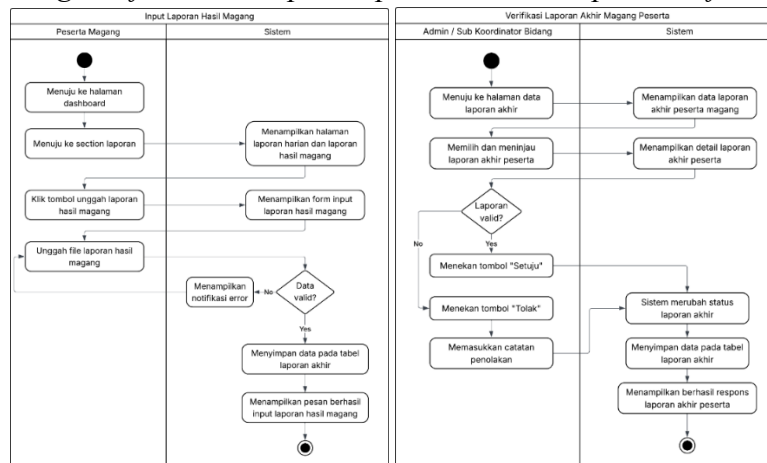 Input Laporan Hasil Magang
Peserta Magang
Sistem
Menuju ke halaman
dashboard
Menuju ke section laporan
Menampilkan halaman
laporan harian dan laporan
hasil magang
Klik tombol unggah laporan
hasil magang
Menampilkan form input
laporan hasil magang
Unggah file laporan hasil
magang
Menampilkan
notifikasi error
No
Data
valid?
Yes
Menyimpan data pada tabel
laporan akhir
Menampilkan pesan berhasil
input laporan hasil magang
Verifikasi Laporan Akhir Magang Peserta
Admin / Sub Koordinator Bidang
Sistem
Menuju ke halaman data
laporan akhir
Menampilkan data laporan
akhir peserta magang
Memilih dan meninjau
laporan akhir peserta
Menampilkan detail laporan
akhir peserta
Laporan
valid?
No
Yes
Menekan tombol "Setuju"
Menekan tombol "Tolak"
Sistem merubah status
laporan akhir
Memasukkan catatan
penolakan
Menyimpan data pada tabel
laporan akhir
Menampilkan berhasil respons
laporan akhir peserta